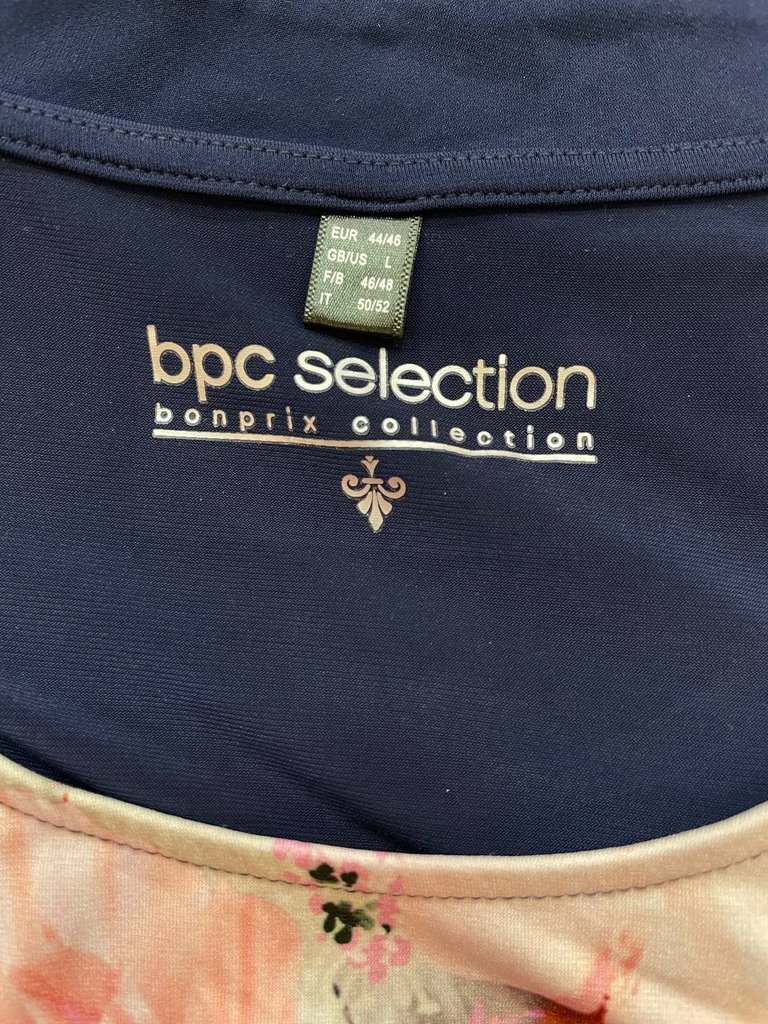 EUR 44/46
GB/US L
F/B 46/48
IT 50/52
bpc selection
bonprix collection